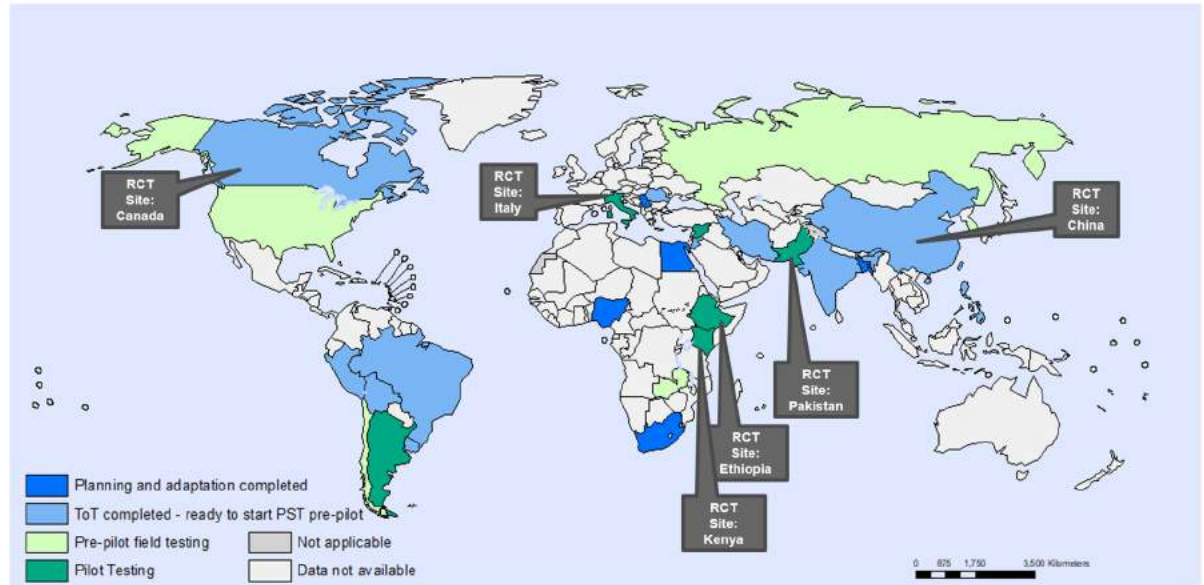 RCT
Site:
Canada
RCT
Site:
Italy
RCT
Site:
China
RCT
Site:
Pakistan
RCT
Site:
Ethiopia
RCT
Site:
Kenya
Planning and adaptation completed
ToT completed - ready to start PST pre-pilot
Pre-pilot field testing
Not applicable
Pilot Testing
Data not available
0 875 1,750 3,500 Kilometers